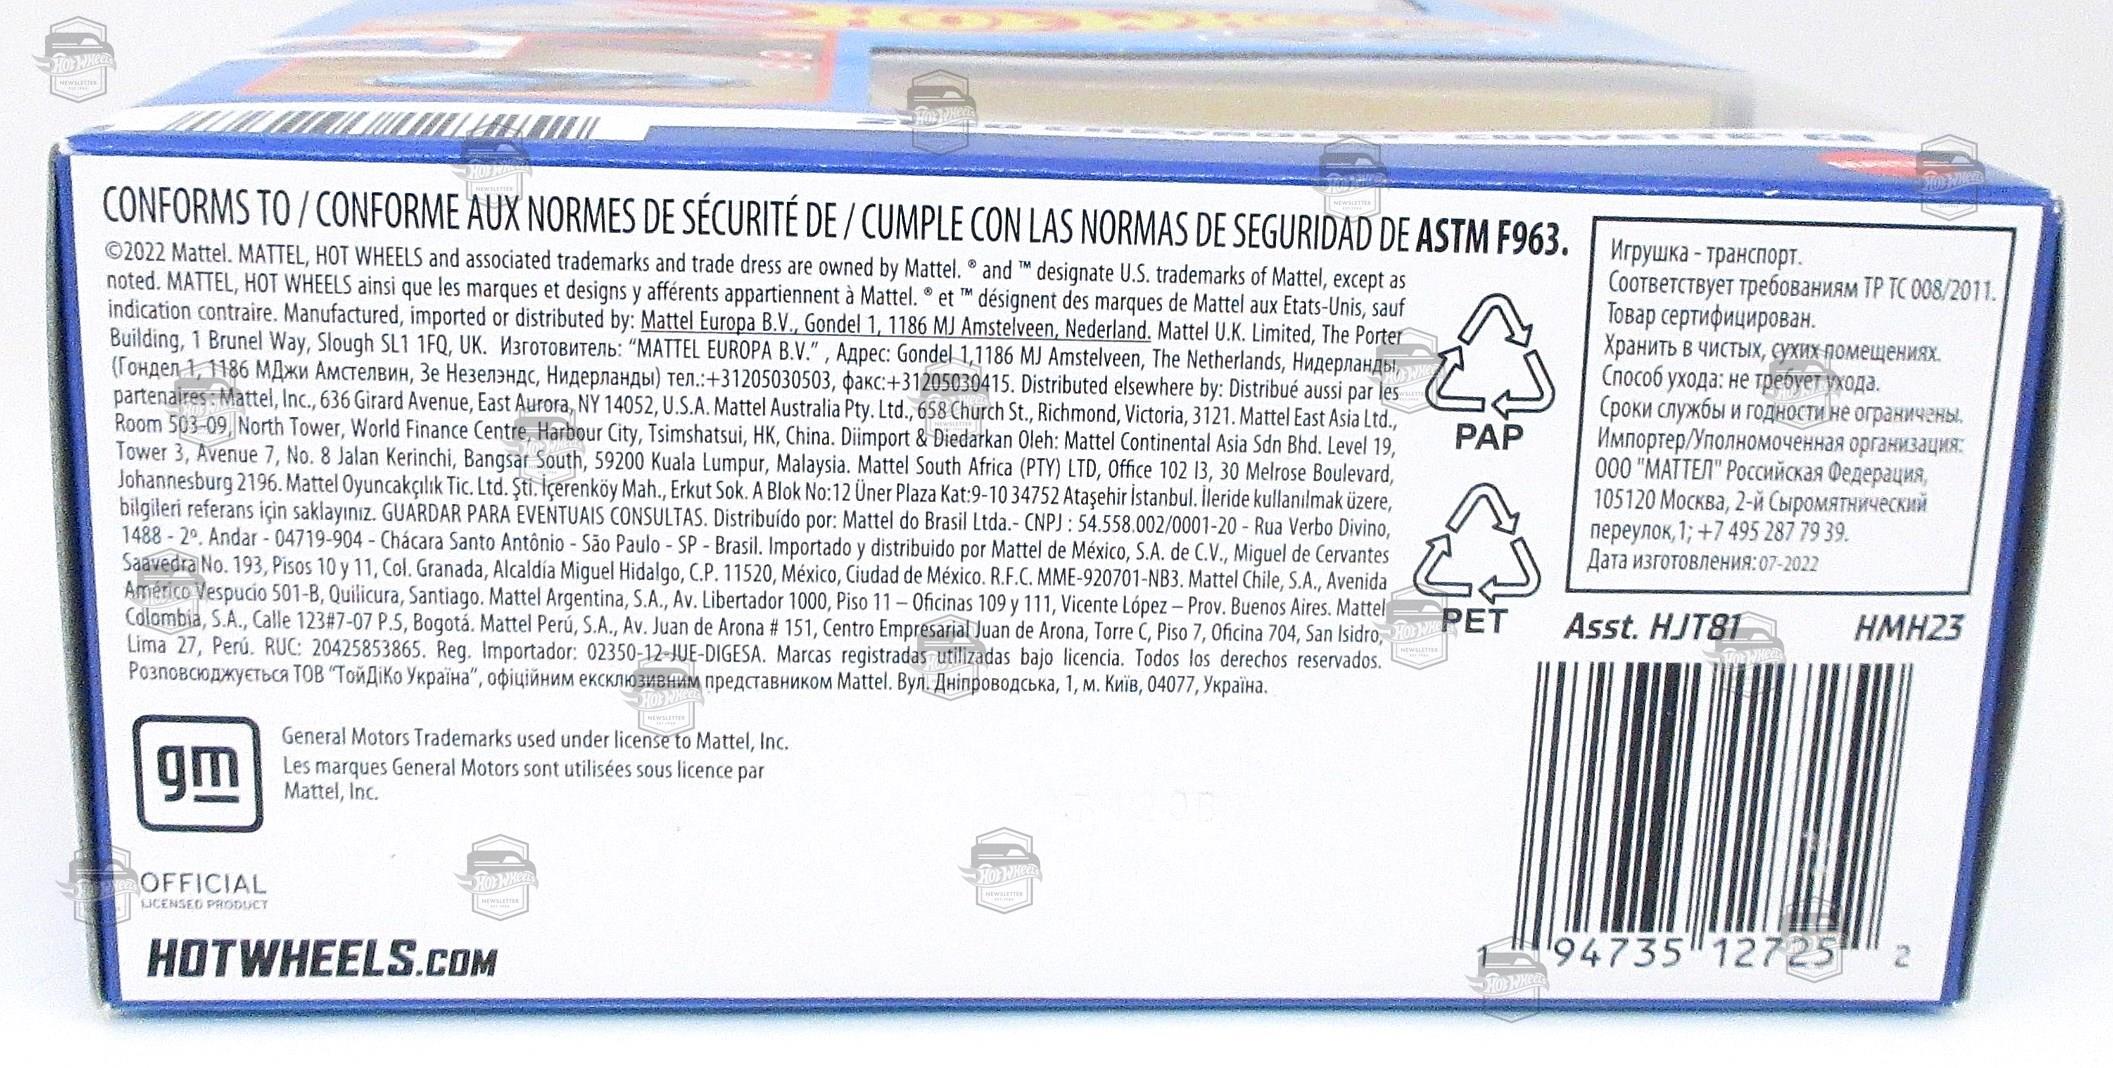 CHEVROLET CORVETTE
CONFORMS TO / CONFORME AUX NORMES DE SÉCURITÉ DE / CUMPLE CON LAS NORMAS DE SEGURIDAD DE ASTM F963.
©2022 Mattel. MATTEL, HOT WHEELS and associated trademarks and trade dress are owned by Mattel. ® and ™ designate U.S. trademarks of Mattel, except as
noted. MATTEL, HOT WHEELS ainsi que les marques et designs y afférents appartiennent à Mattel. ® et ™ désignent des marques de Mattel aux Etats-Unis, sauf
indication contraire. Manufactured, imported or distributed by: Mattel Europa B.V., Gondel 1, 1186 MJ Amstelveen, Nederland. Mattel U.K. Limited, The Porter
Building, 1 Brunel Way, Slough SL1 1FQ, UK. Изготовитель: "MATTEL EUROPA B.V." , Адрес: Gondel 1,1186 MJ Amstelveen, The Netherlands, Нидерланды,
(Гондел 1, 1186 МДжи Амстелвин, Зе Незелэндс, Нидерланды) тел.:+31205030503, факс:+31205030415. Distributed elsewhere by: Distribué aussi par les
partenaires : Mattel, Inc., 636 Girard Avenue, East Aurora, NY 14052, U.S.A. Mattel Australia Pty. Ltd., 658 Church St., Richmond, Victoria, 3121. Mattel East Asia Ltd.,
Room 503-09, North Tower, World Finance Centre, Harbour City, Tsimshatsui, HK, China. Diimport & Diedarkan Oleh: Mattel Continental Asia Sdn Bhd. Level 19,
Tower 3, Avenue 7, No. 8 Jalan Kerinchi, Bangsar South, 59200 Kuala Lumpur, Malaysia. Mattel South Africa (PTY) LTD, Office 102 I3, 30 Melrose Boulevard,
Johannesburg 2196. Mattel Oyuncakçılık Tic. Ltd. Şti. İçerenköy Mah., Erkut Sok. A Blok No:12 Üner Plaza Kat:9-10 34752 Ataşehir İstanbul. İleride kullanılmak üzere,
bilgileri referans için saklayınız. GUARDAR PARA EVENTUAIS CONSULTAS. Distribuído por: Mattel do Brasil Ltda.- CNPJ : 54.558.002/0001-20 - Rua Verbo Divino,
1488 - 2º. Andar - 04719-904 - Chácara Santo Antônio - São Paulo - SP - Brasil. Importado y distribuido por Mattel de México, S.A. de C.V., Miguel de Cervantes
Saavedra No. 193, Pisos 10 y 11, Col. Granada, Alcaldía Miguel Hidalgo, C.P. 11520, México, Ciudad de México. R.F.C. MME-920701-NB3. Mattel Chile, S.A., Avenida
Américo Vespucio 501-B, Quilicura, Santiago. Mattel Argentina, S.A., Av. Libertador 1000, Piso 11 – Oficinas 109 y 111, Vicente López – Prov. Buenos Aires. Mattel
Colombia, S.A., Calle 123#7-07 P.5, Bogotá. Mattel Perú, S.A., Av. Juan de Arona # 151, Centro Empresarial Juan de Arona, Torre C, Piso 7, Oficina 704, San Isidro,
Lima 27, Perú. RUC: 20425853865. Reg. Importador: 02350-12-JUE-DIGESA. Marcas registradas utilizadas bajo licencia. Todos los derechos reservados.
Розповсюджується ТОВ "ТойДіКо Україна", офіційним ексклюзивним представником Mattel. Вул. Дніпроводська, 1, м. Київ, 04077, Україна.
PAP
PET
Игрушка - транспорт.
Соответствует требованиям ТР ТС 008/2011.
Товар сертифицирован.
Хранить в чистых, сухих помещениях.
Способ ухода: не требует ухода.
Сроки службы и годности не ограничены.
Импортер/Уполномоченная организация:
ООО "МАТТЕЛ" Российская Федерация,
105120 Москва, 2-й Сыромятнический
переулок,1; +7 495 287 79 39.
Дата изготовления:07-2022
Asst. HJT81 HMH23
1 94735 12725 2
gm
General Motors Trademarks used under license to Mattel, Inc.
Les marques General Motors sont utilisées sous licence par
Mattel, Inc.
OFFICIAL
LICENSED PRODUCT
HOTWHEELS.COM
Hot Wheels
NEWSLETTER